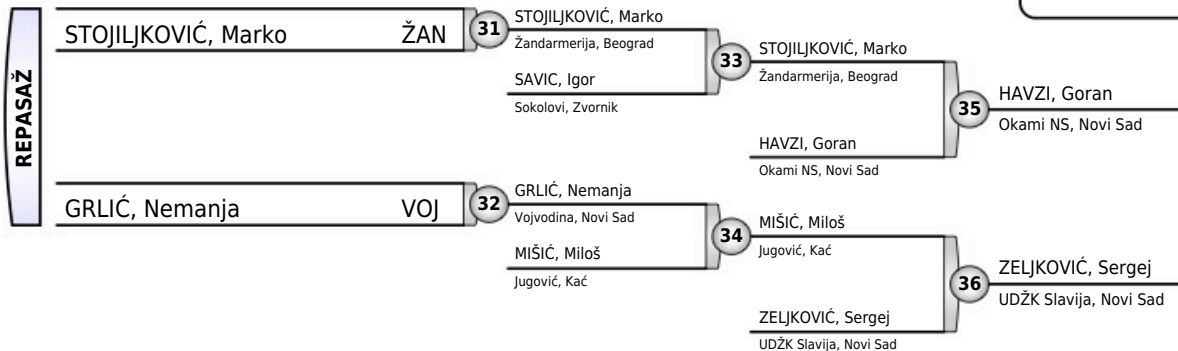 REPASAŽ
STOJILJKOVIĆ, Marko ŽAN
31
STOJILJKOVIĆ, Marko
Žandarmerija, Beograd
SAVIC, Igor
Sokolovi, Zvornik
33
STOJILJKOVIĆ, Marko
Žandarmerija, Beograd
HAVZI, Goran
Okami NS, Novi Sad
35
HAVZI, Goran
Okami NS, Novi Sad
GRLIĆ, Nemanja VOJ
32
GRLIĆ, Nemanja
Vojvodina, Novi Sad
MIŠIĆ, Miloš
Jugović, Kać
34
MIŠIĆ, Miloš
Jugović, Kać
ZELJKOVIĆ, Sergej
UDŽK Slavija, Novi Sad
36
ZELJKOVIĆ, Sergej
UDŽK Slavija, Novi Sad